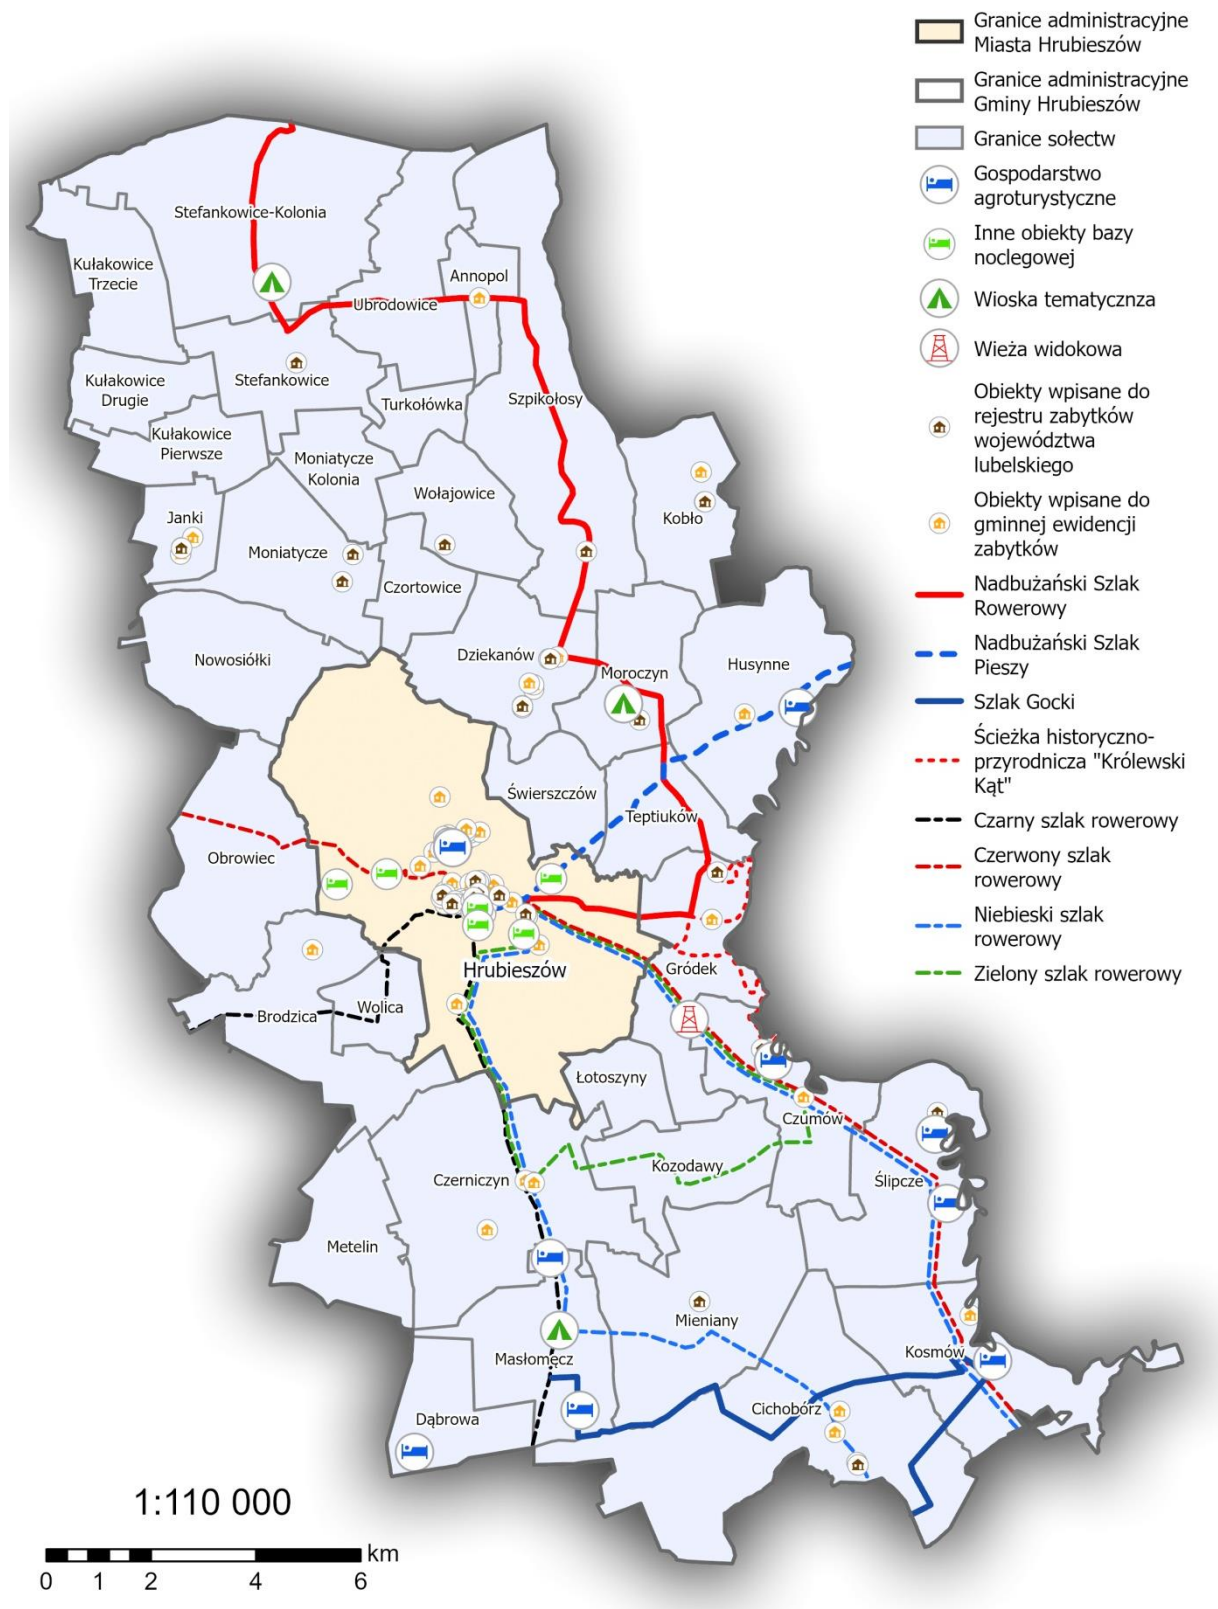 Granice administracyjne
Miasta Hrubieszów
Granice administracyjne
Gminy Hrubieszów
Granice sołectw
Gospodarstwo
agroturystyczne
Inne obiekty bazy
noclegowej
Wioska tematycznza
Wieża widokowa
Obiekty wpisane do
rejestru zabytków
województwa
lubelskiego
Obiekty wpisane do
gminnej ewidencji
zabytków
Nadbużański Szlak
Rowerowy
Nadbużański Szlak
Pieszy
Szlak Gocki
Ścieżka historyczno-
przyrodnicza "Królewski
Kąt"
Czarny szlak rowerowy
Czerwony szlak
rowerowy
Niebieski szlak
rowerowy
Zielony szlak rowerowy
Stefankowice-Kolonia
Kułakowice
Trzecie
Annopol
Ubrodowice
Stefankowice
Kułakowice
Drugie
Turkołówka
Szpikołosy
Kułakowice
Pierwsze
Moniatycze
Kolonia
Wołajowice
Kobło
Janki
Moniatycze
Czortowice
Nowosiółki
Dziekanów
Moroczyn
Husynne
Świerszczów
Teptiuków
Obrowiec
Hrubieszów
Gródek
Wolica
Brodzica
Łotoszyny
Czumów
Kozodawy
Czerniczyn
Ślipcze
Metelin
Mieniany
Masłomęcz
Kosmów
Cichobórz
Dąbrowa
1:110 000
km
0 1 2 4 6